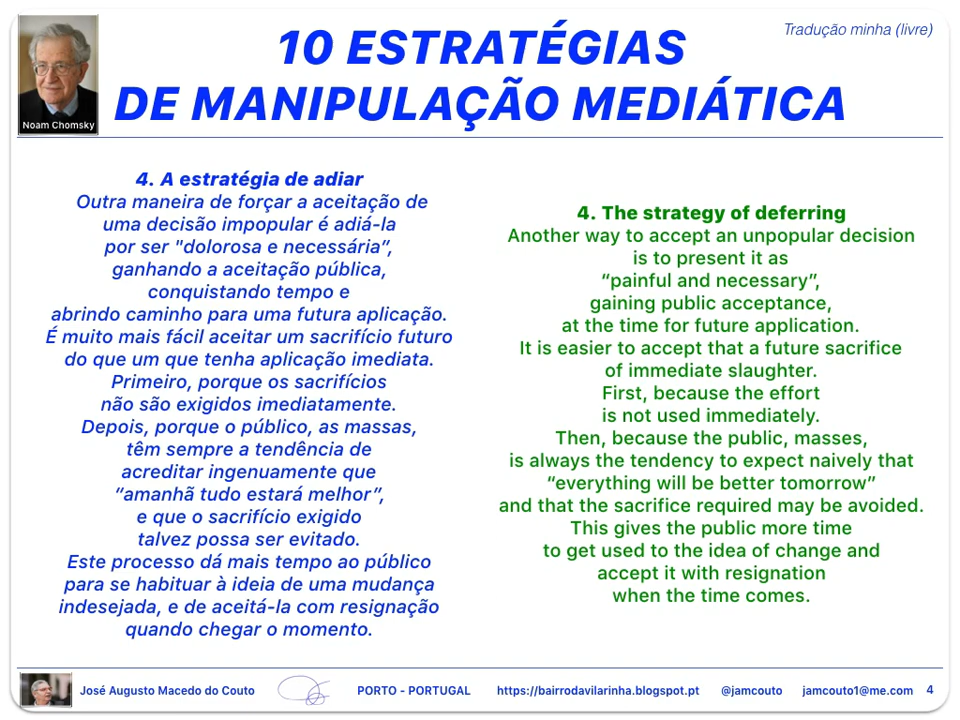 Tradução minha (livre)
10 ESTRATÉGIAS
DE MANIPULAÇÃO MEDIÁTICA
Noam Chomsky
4. A estratégia de adiar
Outra maneira de forçar a aceitação de
uma decisão impopular é adiá-la
por ser "dolorosa e necessária”,
ganhando a aceitação pública,
conquistando tempo e
abrindo caminho para uma futura aplicação.
É muito mais fácil aceitar um sacrifício futuro
do que um que tenha aplicação imediata.
Primeiro, porque os sacrifícios
não são exigidos imediatamente.
Depois, porque o público, as massas,
têm sempre a tendência de
acreditar ingenuamente que
“amanhã tudo estará melhor”,
e que o sacrifício exigido
talvez possa ser evitado.
Este processo dá mais tempo ao público
para se habituar à ideia de uma mudança
indesejada, e de aceitá-la com resignação
quando chegar o momento.
4. The strategy of deferring
Another way to accept an unpopular decision
is to present it as
“painful and necessary”,
gaining public acceptance,
at the time for future application.
It is easier to accept that a future sacrifice
of immediate slaughter.
First, because the effort
is not used immediately.
Then, because the public, masses,
is always the tendency to expect naively that
“everything will be better tomorrow”
and that the sacrifice required may be avoided.
This gives the public more time
to get used to the idea of change and
accept it with resignation
when the time comes.
José Augusto Macedo do Couto PORTO - PORTUGAL https://bairrodavilarinha.blogspot.pt @jamcouto jamcouto1@me.com 4